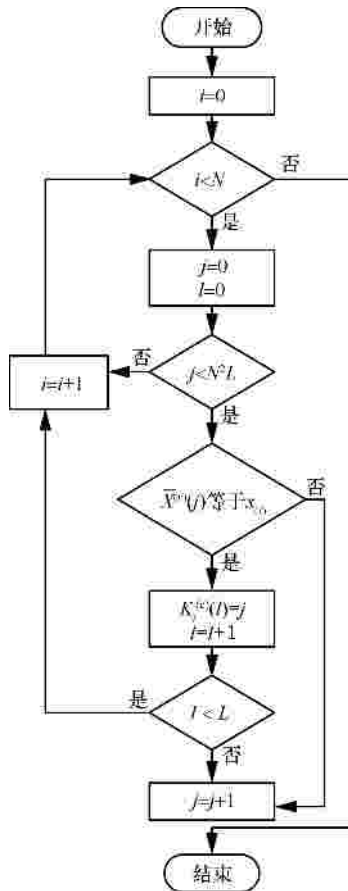 开始
i=0
i<N
否
是
j=0
l=0
j<N²L
否
是
i=i+1
等于
否
是
(l)=j
是
l<L
否
j=j+1
结束